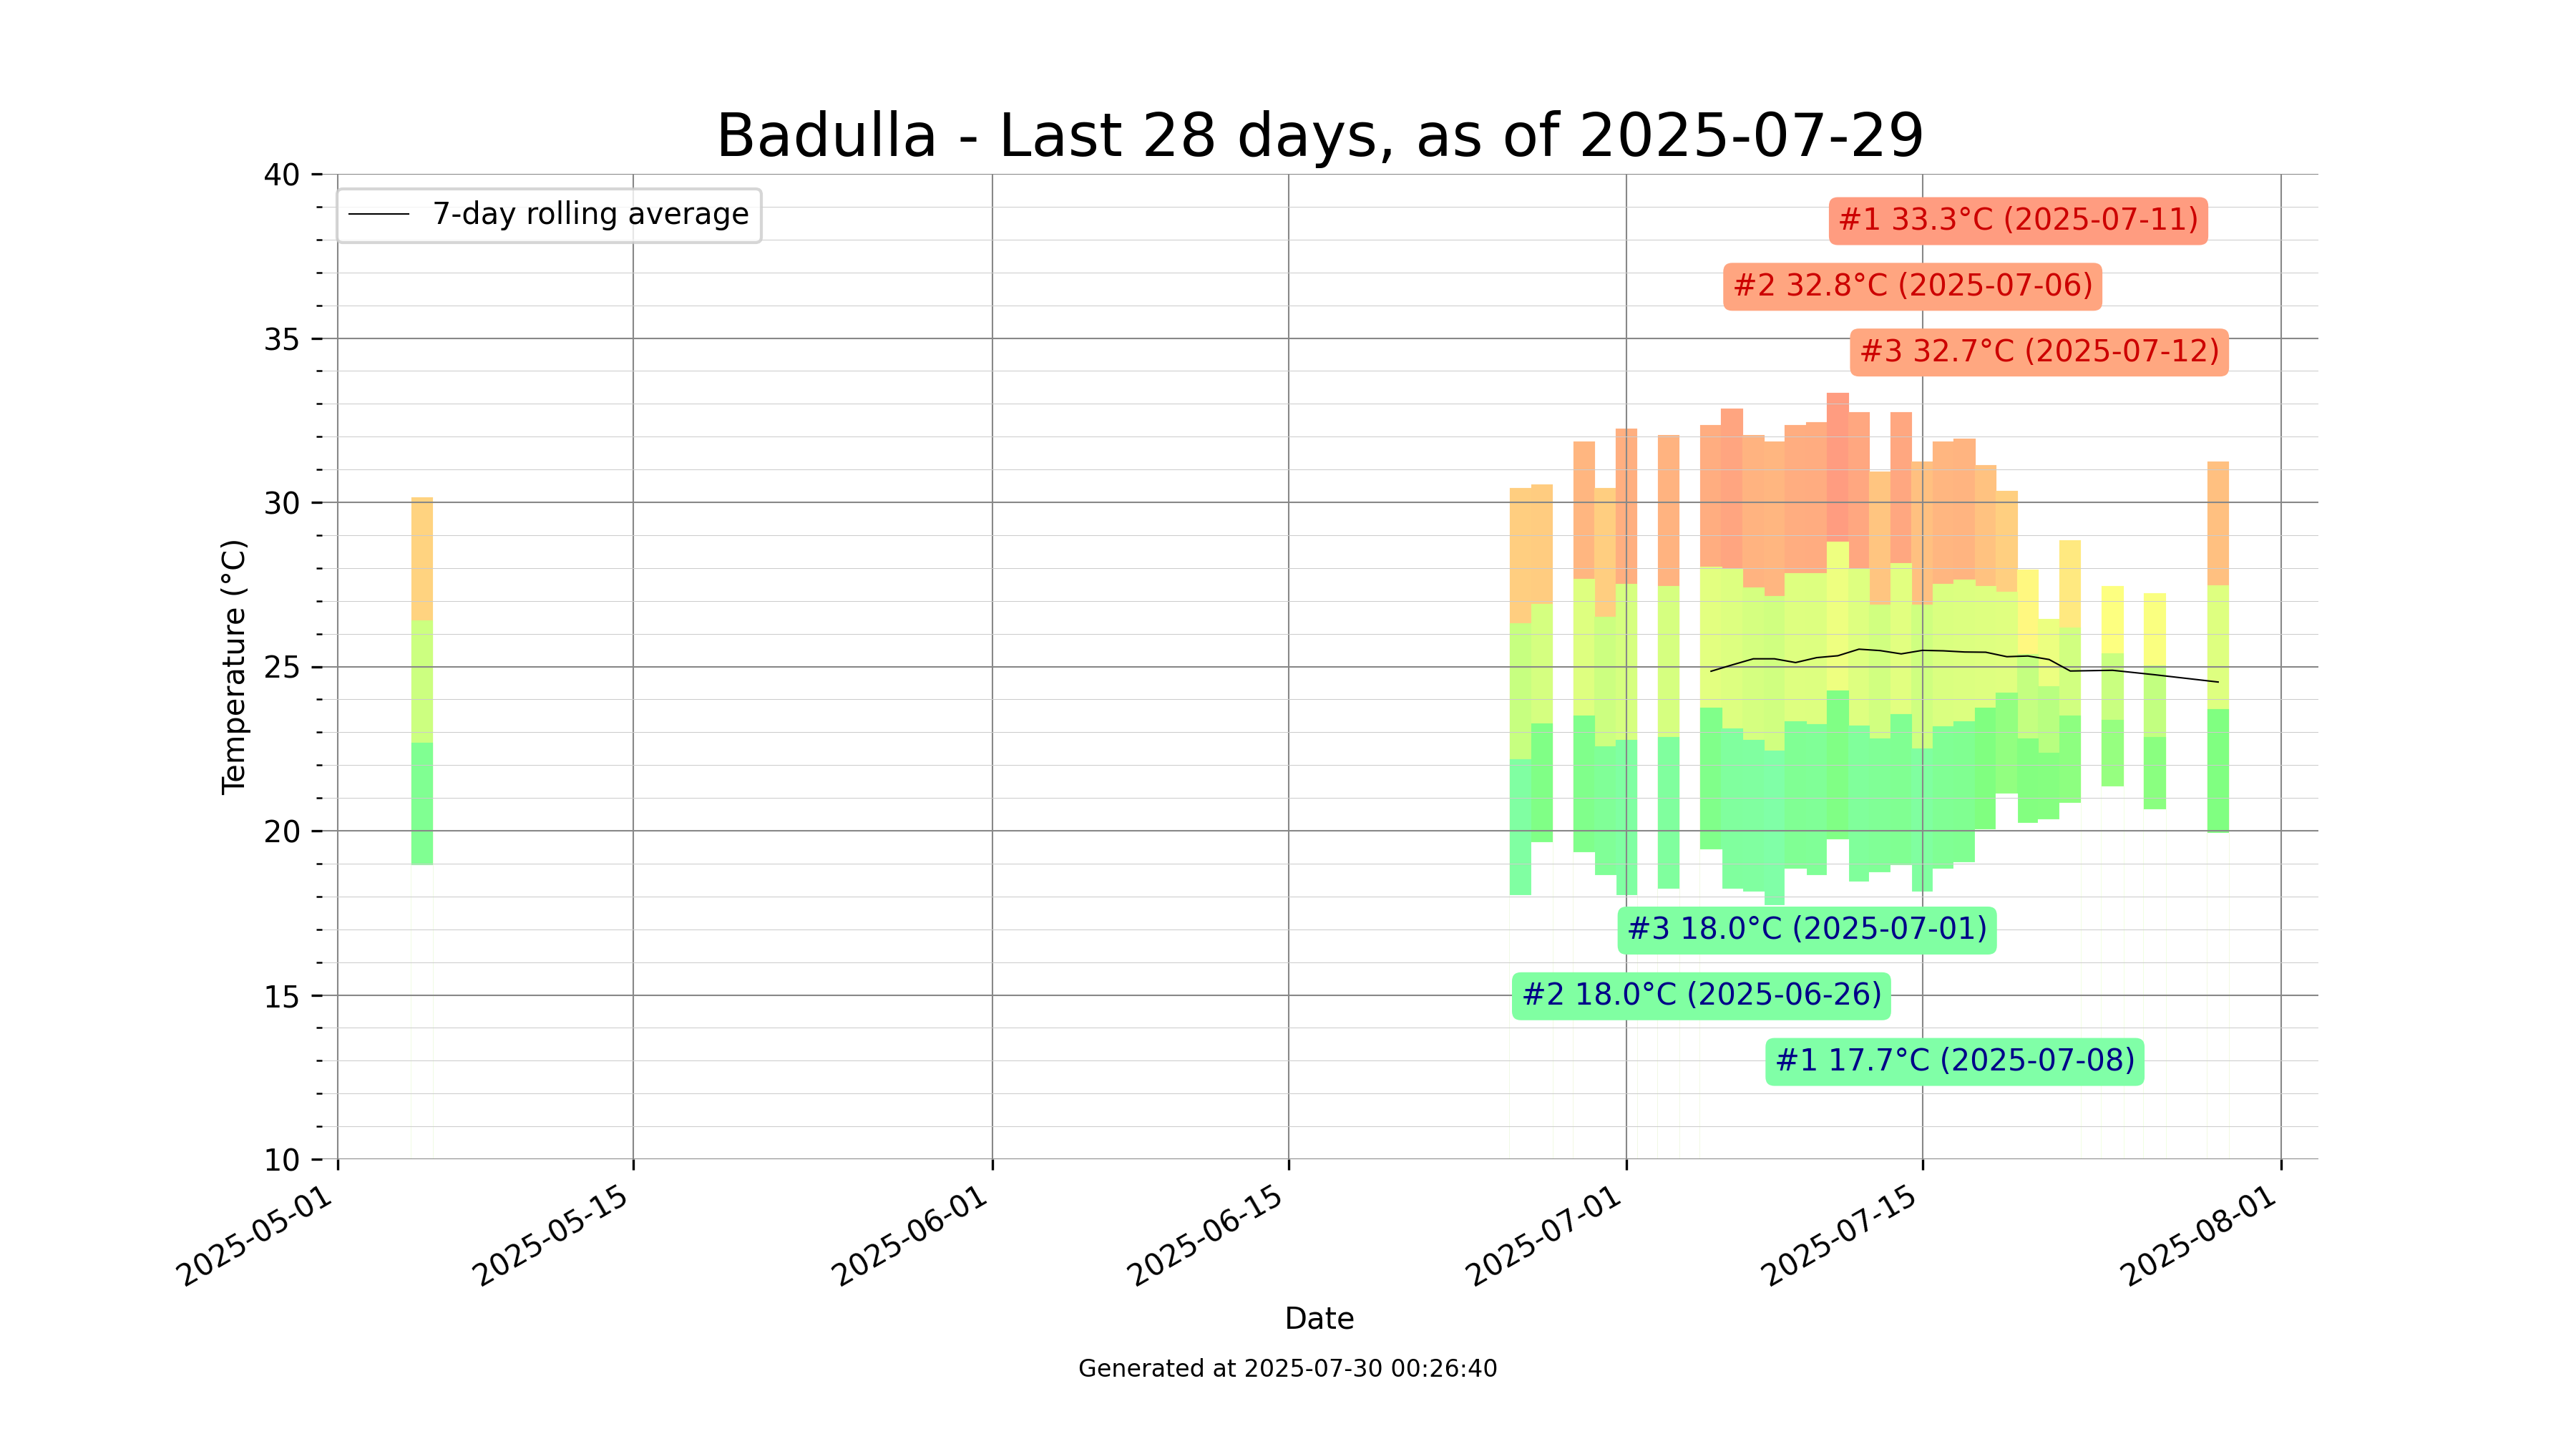 Badulla - Last 28 days, as of 2025-07-29
7-day rolling average
#1 33.3°C (2025-07-11)
#2 32.8°C (2025-07-06)
#3 32.7°C (2025-07-12)
#3 18.0°C (2025-07-01)
#2 18.0°C (2025-06-26)
#1 17.7°C (2025-07-08)
Temperature (°C)
40
35
30
25
20
15
10
2025-05-01
2025-05-15
2025-06-01
2025-06-15
2025-07-01
2025-07-15
2025-08-01
Date
Generated at 2025-07-30 00:26:40